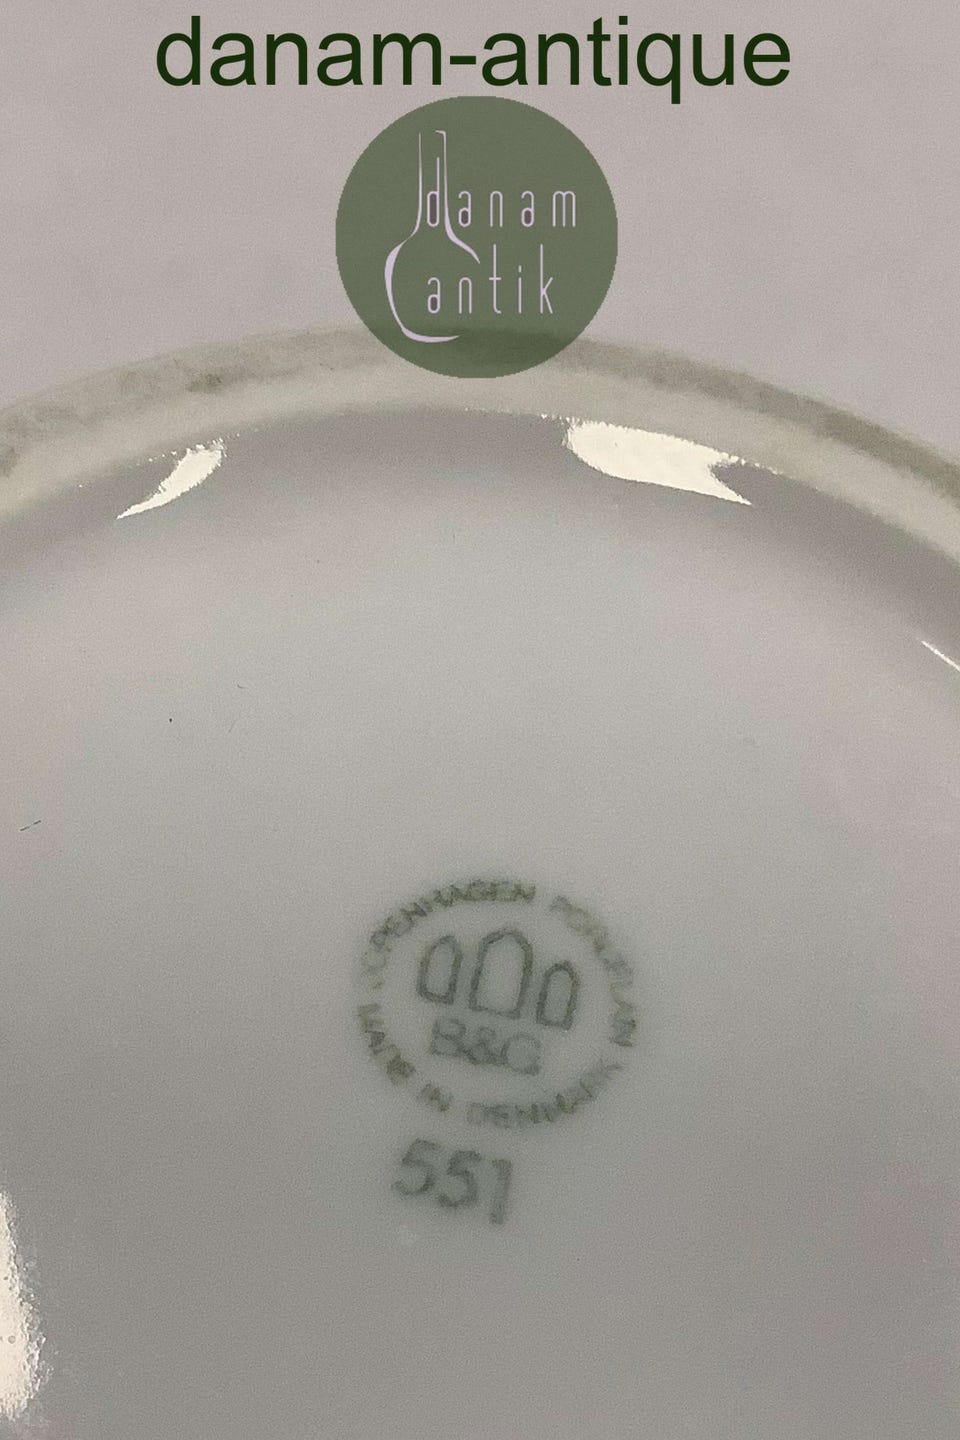 danam-antique
danam
antik
COPENHAGEN PORCELAIN
B&G
MADE IN DENMARK
551